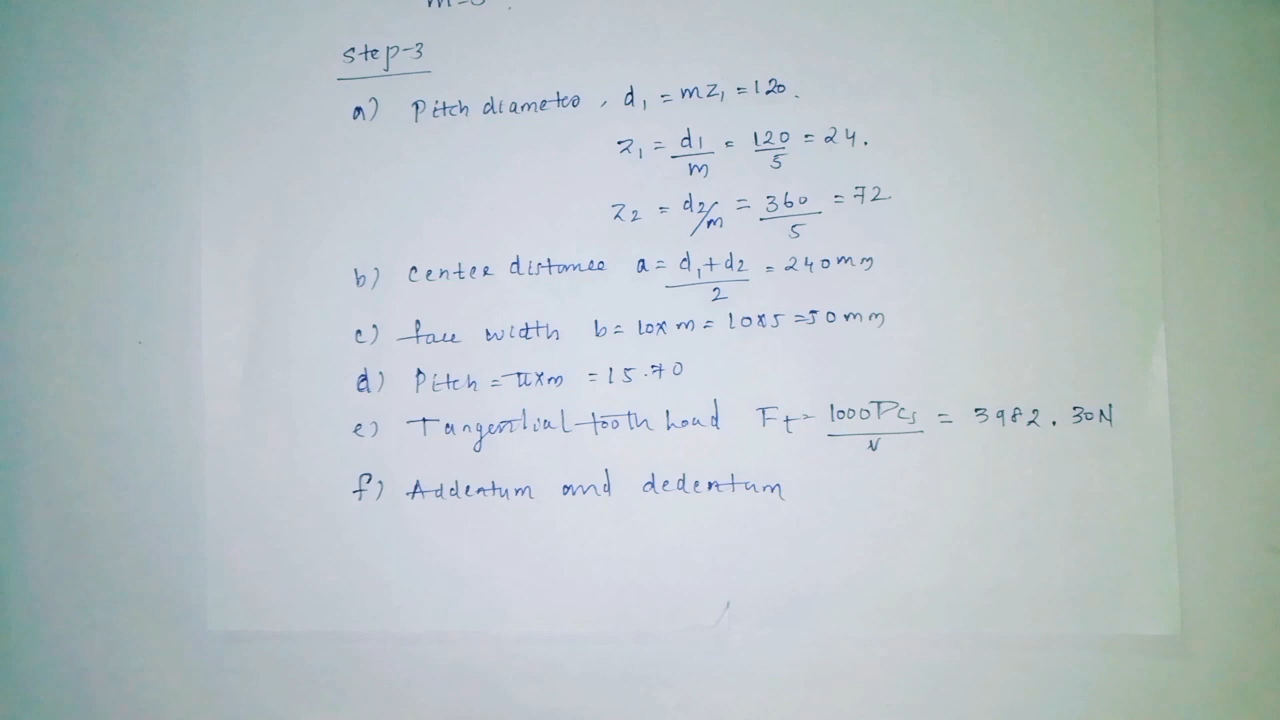 m=5.
Step-3
a) Pitch diameter, d₁ = mz₁ = 120.
z₁ = d₁/m = 120/5 = 24.
z₂ = d₂/m = 360/5 = 72.
b) center distance a = (d₁+d₂)/2 = 240mm
c) face width b = 10×m = 10×5 = 50mm
d) Pitch = π×m = 15.70
e) Tangential tooth load Ft = 1000PCs/v = 3982.30N
f) Addentum and dedentum